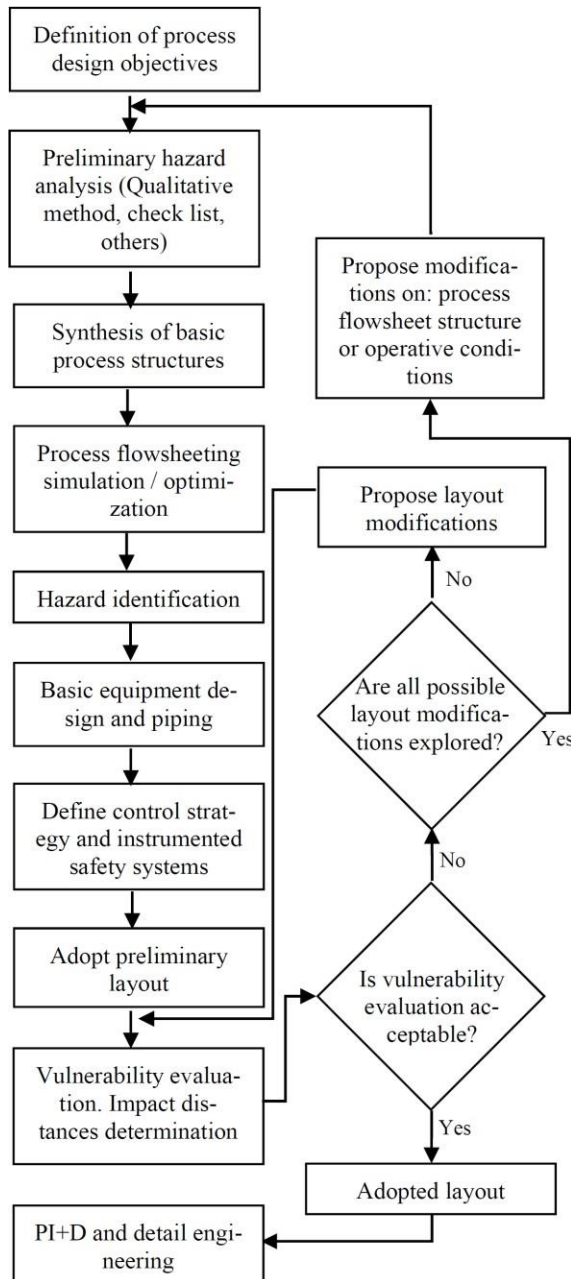 Definition of process
design objectives
Preliminary hazard
analysis (Qualitative
method, check list,
others)
Synthesis of basic
process structures
Process flowsheeting
simulation / optimi-
zation
Hazard identification
Basic equipment de-
sign and piping
Define control strat-
egy and instrumented
safety systems
Adopt preliminary
layout
Vulnerability evalua-
tion. Impact dis-
tances determination
PI+D and detail engi-
neering
Propose modifica-
tions on: process
flowsheet structure
or operative condi-
tions
Propose layout
modifications
No
Are all possible
layout modifica-
tions explored?
Yes
No
Is vulnerability
evaluation ac-
ceptable?
Yes
Adopted layout